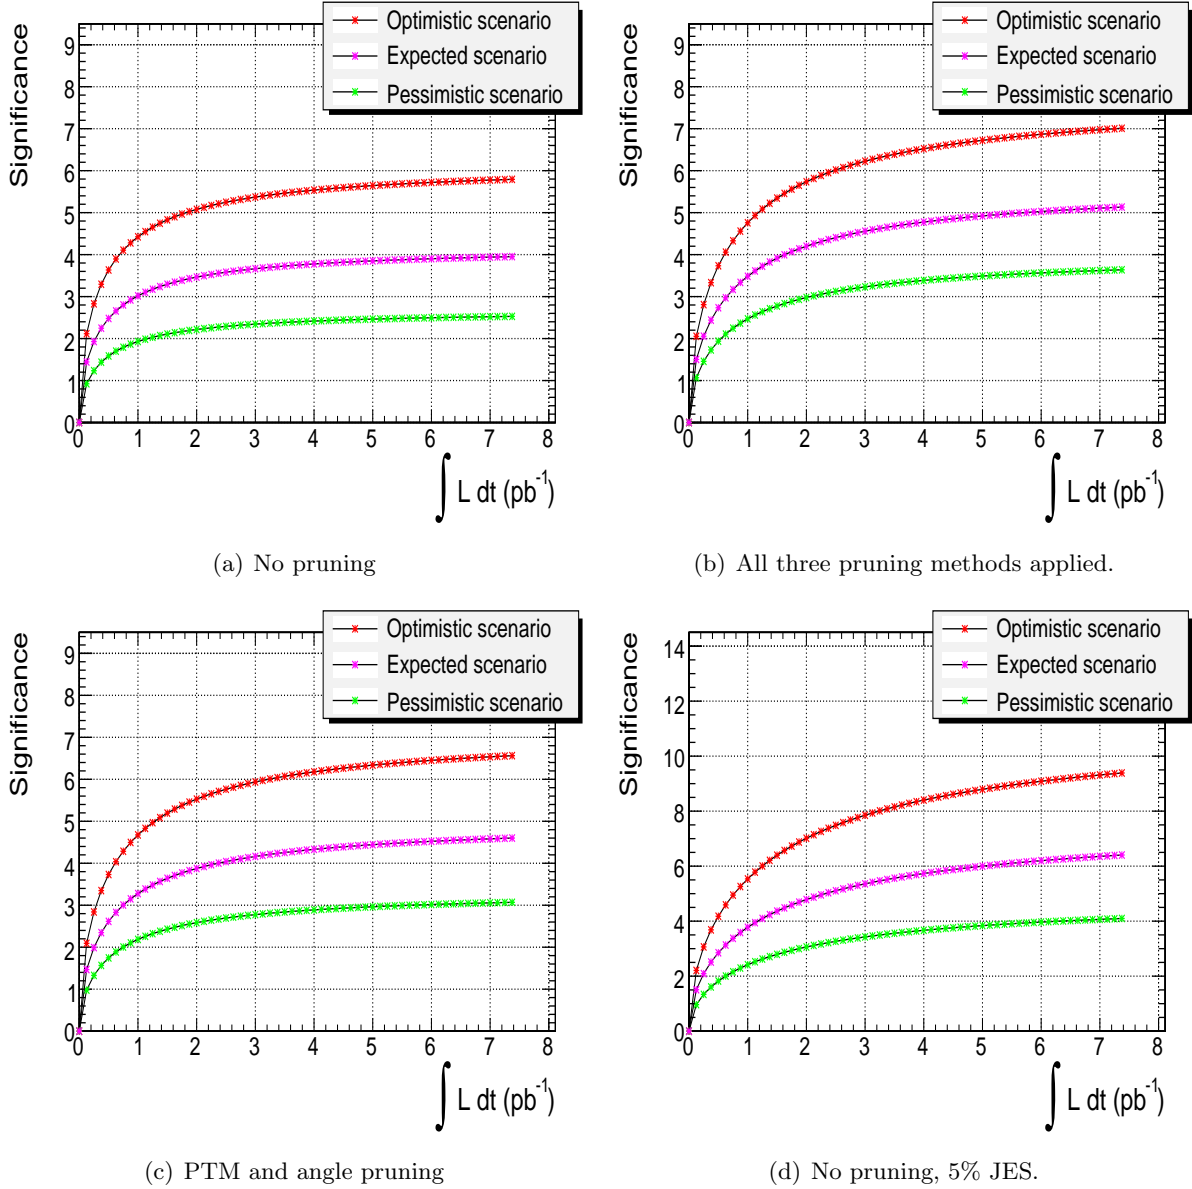 Significance
9
8
7
6
5
4
3
2
1
0
Optimistic scenario
Expected scenario
Pessimistic scenario
0 1 2 3 4 5 6 7 8
∫ L dt (pb⁻¹)
(a) No pruning
Significance
9
8
7
6
5
4
3
2
1
0
Optimistic scenario
Expected scenario
Pessimistic scenario
0 1 2 3 4 5 6 7 8
∫ L dt (pb⁻¹)
(b) All three pruning methods applied.
Significance
9
8
7
6
5
4
3
2
1
0
Optimistic scenario
Expected scenario
Pessimistic scenario
0 1 2 3 4 5 6 7 8
∫ L dt (pb⁻¹)
(c) PTM and angle pruning
Significance
14
12
10
8
6
4
2
0
Optimistic scenario
Expected scenario
Pessimistic scenario
0 1 2 3 4 5 6 7 8
∫ L dt (pb⁻¹)
(d) No pruning, 5% JES.